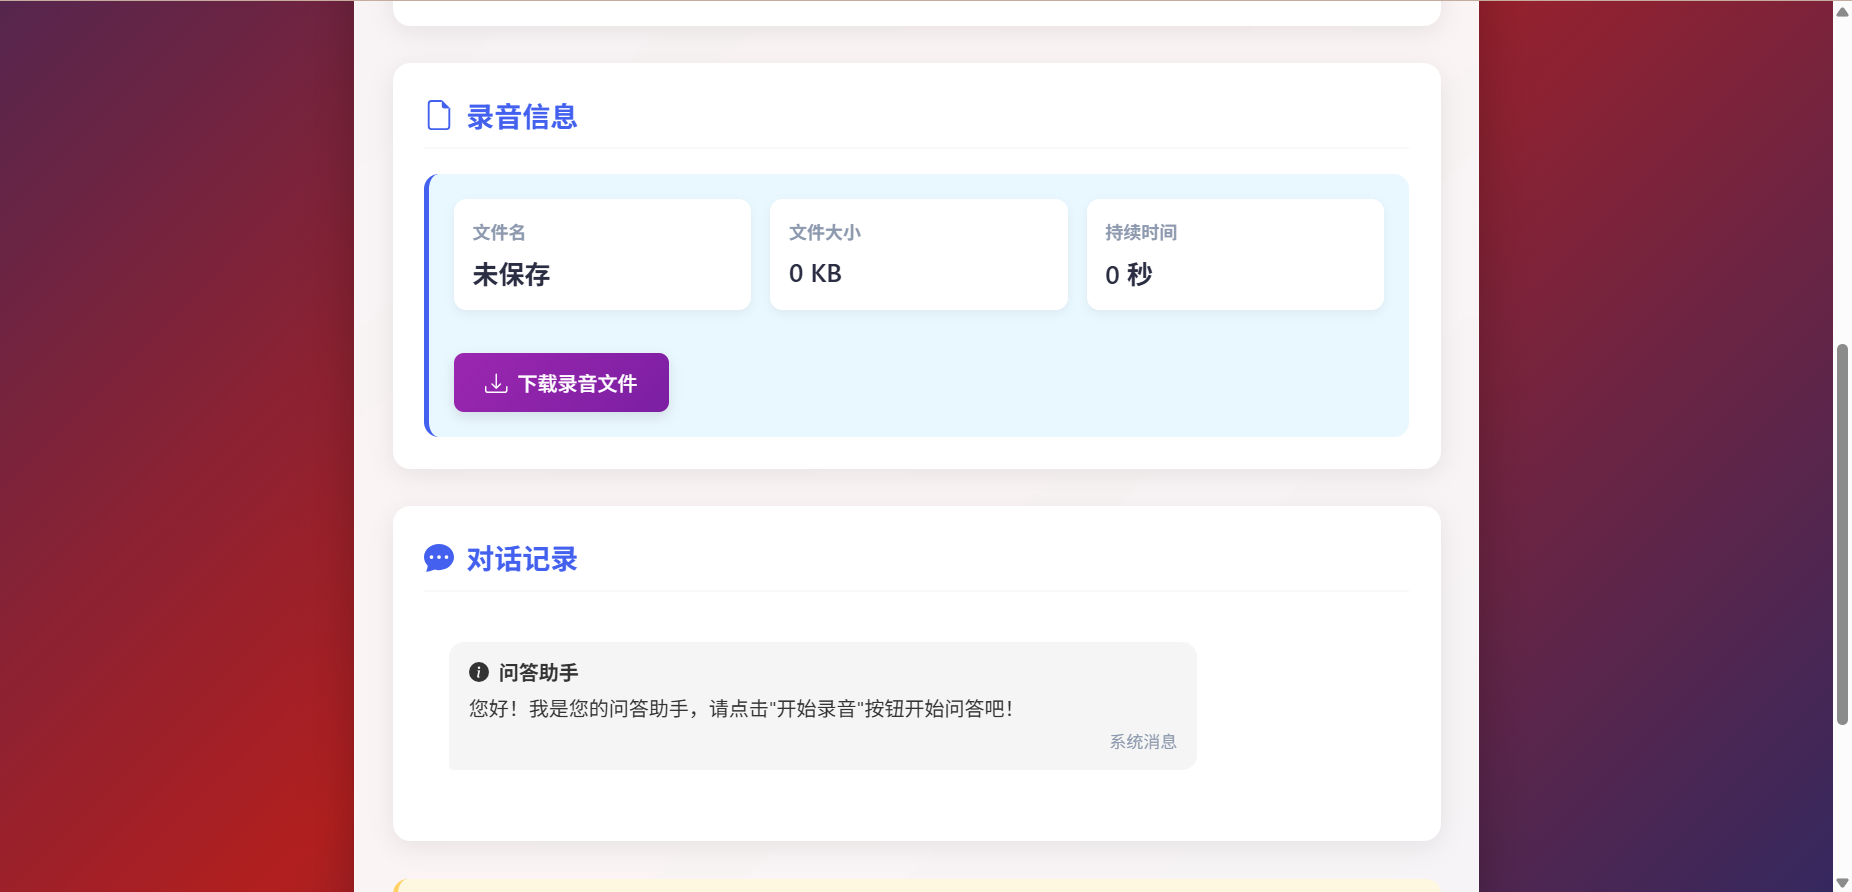 录音信息
文件名
未保存
文件大小
0 KB
持续时间
0 秒
下载录音文件
对话记录
问答助手
您好！我是您的问答助手，请点击"开始录音"按钮开始问答吧！
系统消息